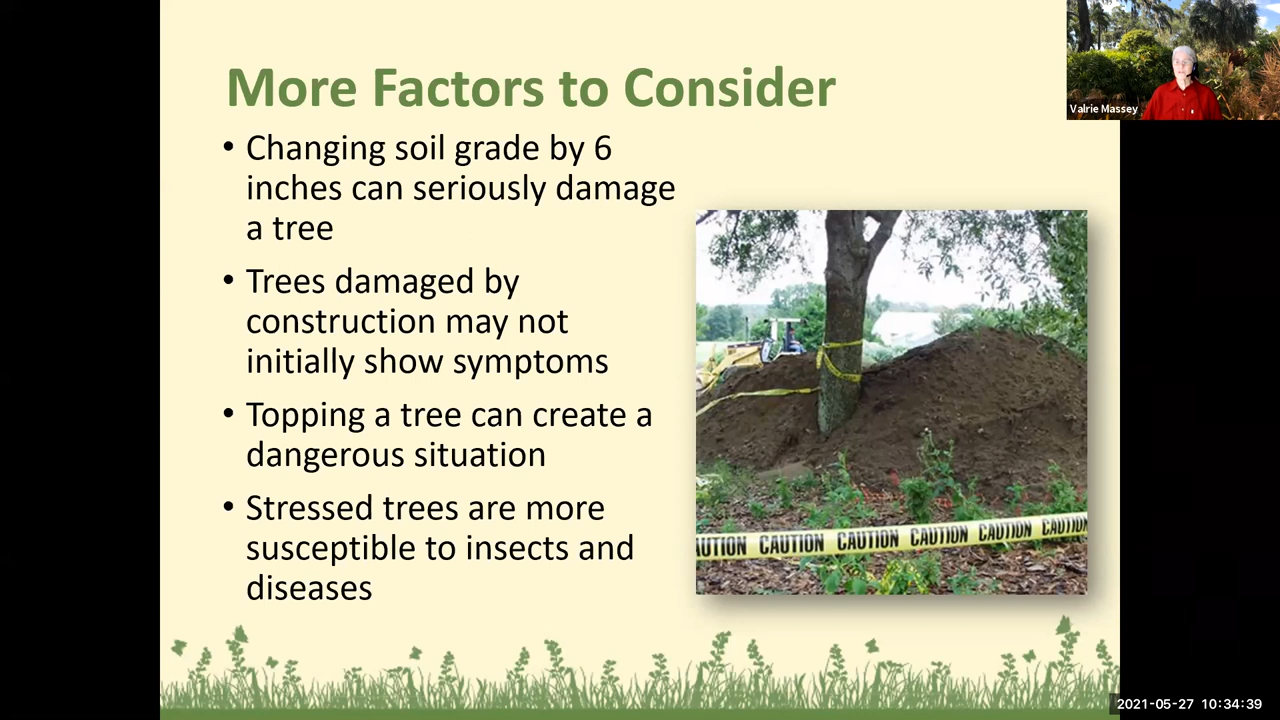 More Factors to Consider
• Changing soil grade by 6
inches can seriously damage
a tree
• Trees damaged by
construction may not
initially show symptoms
• Topping a tree can create a
dangerous situation
• Stressed trees are more
susceptible to insects and
diseases
AUTION CAUTION CAUTION CAUTION CAUTION CAUTION
Valrie Massey
2021-05-27 10:34:39